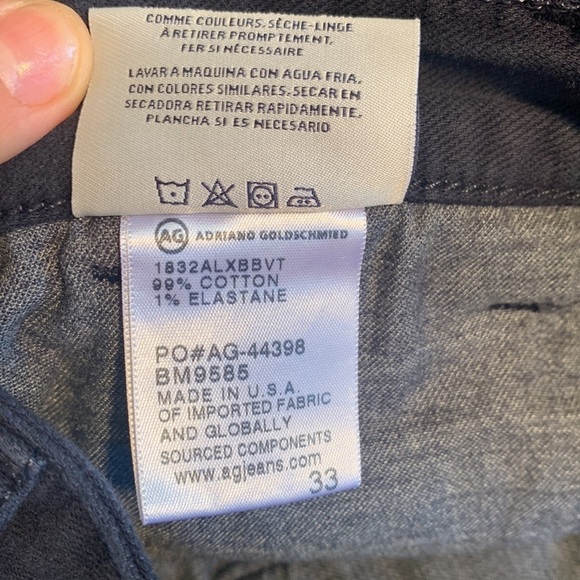 COMME COULEURS. SÈCHE-LINGE
À RETIRER PROMPTEMENT,
FER SI NÉCESSAIRE
LAVAR A MAQUINA CON AGUA FRIA,
CON COLORES SIMILARES, SECAR EN
SECADORA RETIRAR RAPIDAMENTE,
PLANCHA SI ES NECESARIO
AG ADRIANO GOLDSCHMIED
1832ALXBBVT
99% COTTON
1% ELASTANE
PO#AG-44398
BM9585
MADE IN U.S.A.
OF IMPORTED FABRIC
AND GLOBALLY
SOURCED COMPONENTS
www.agjeans.com
33